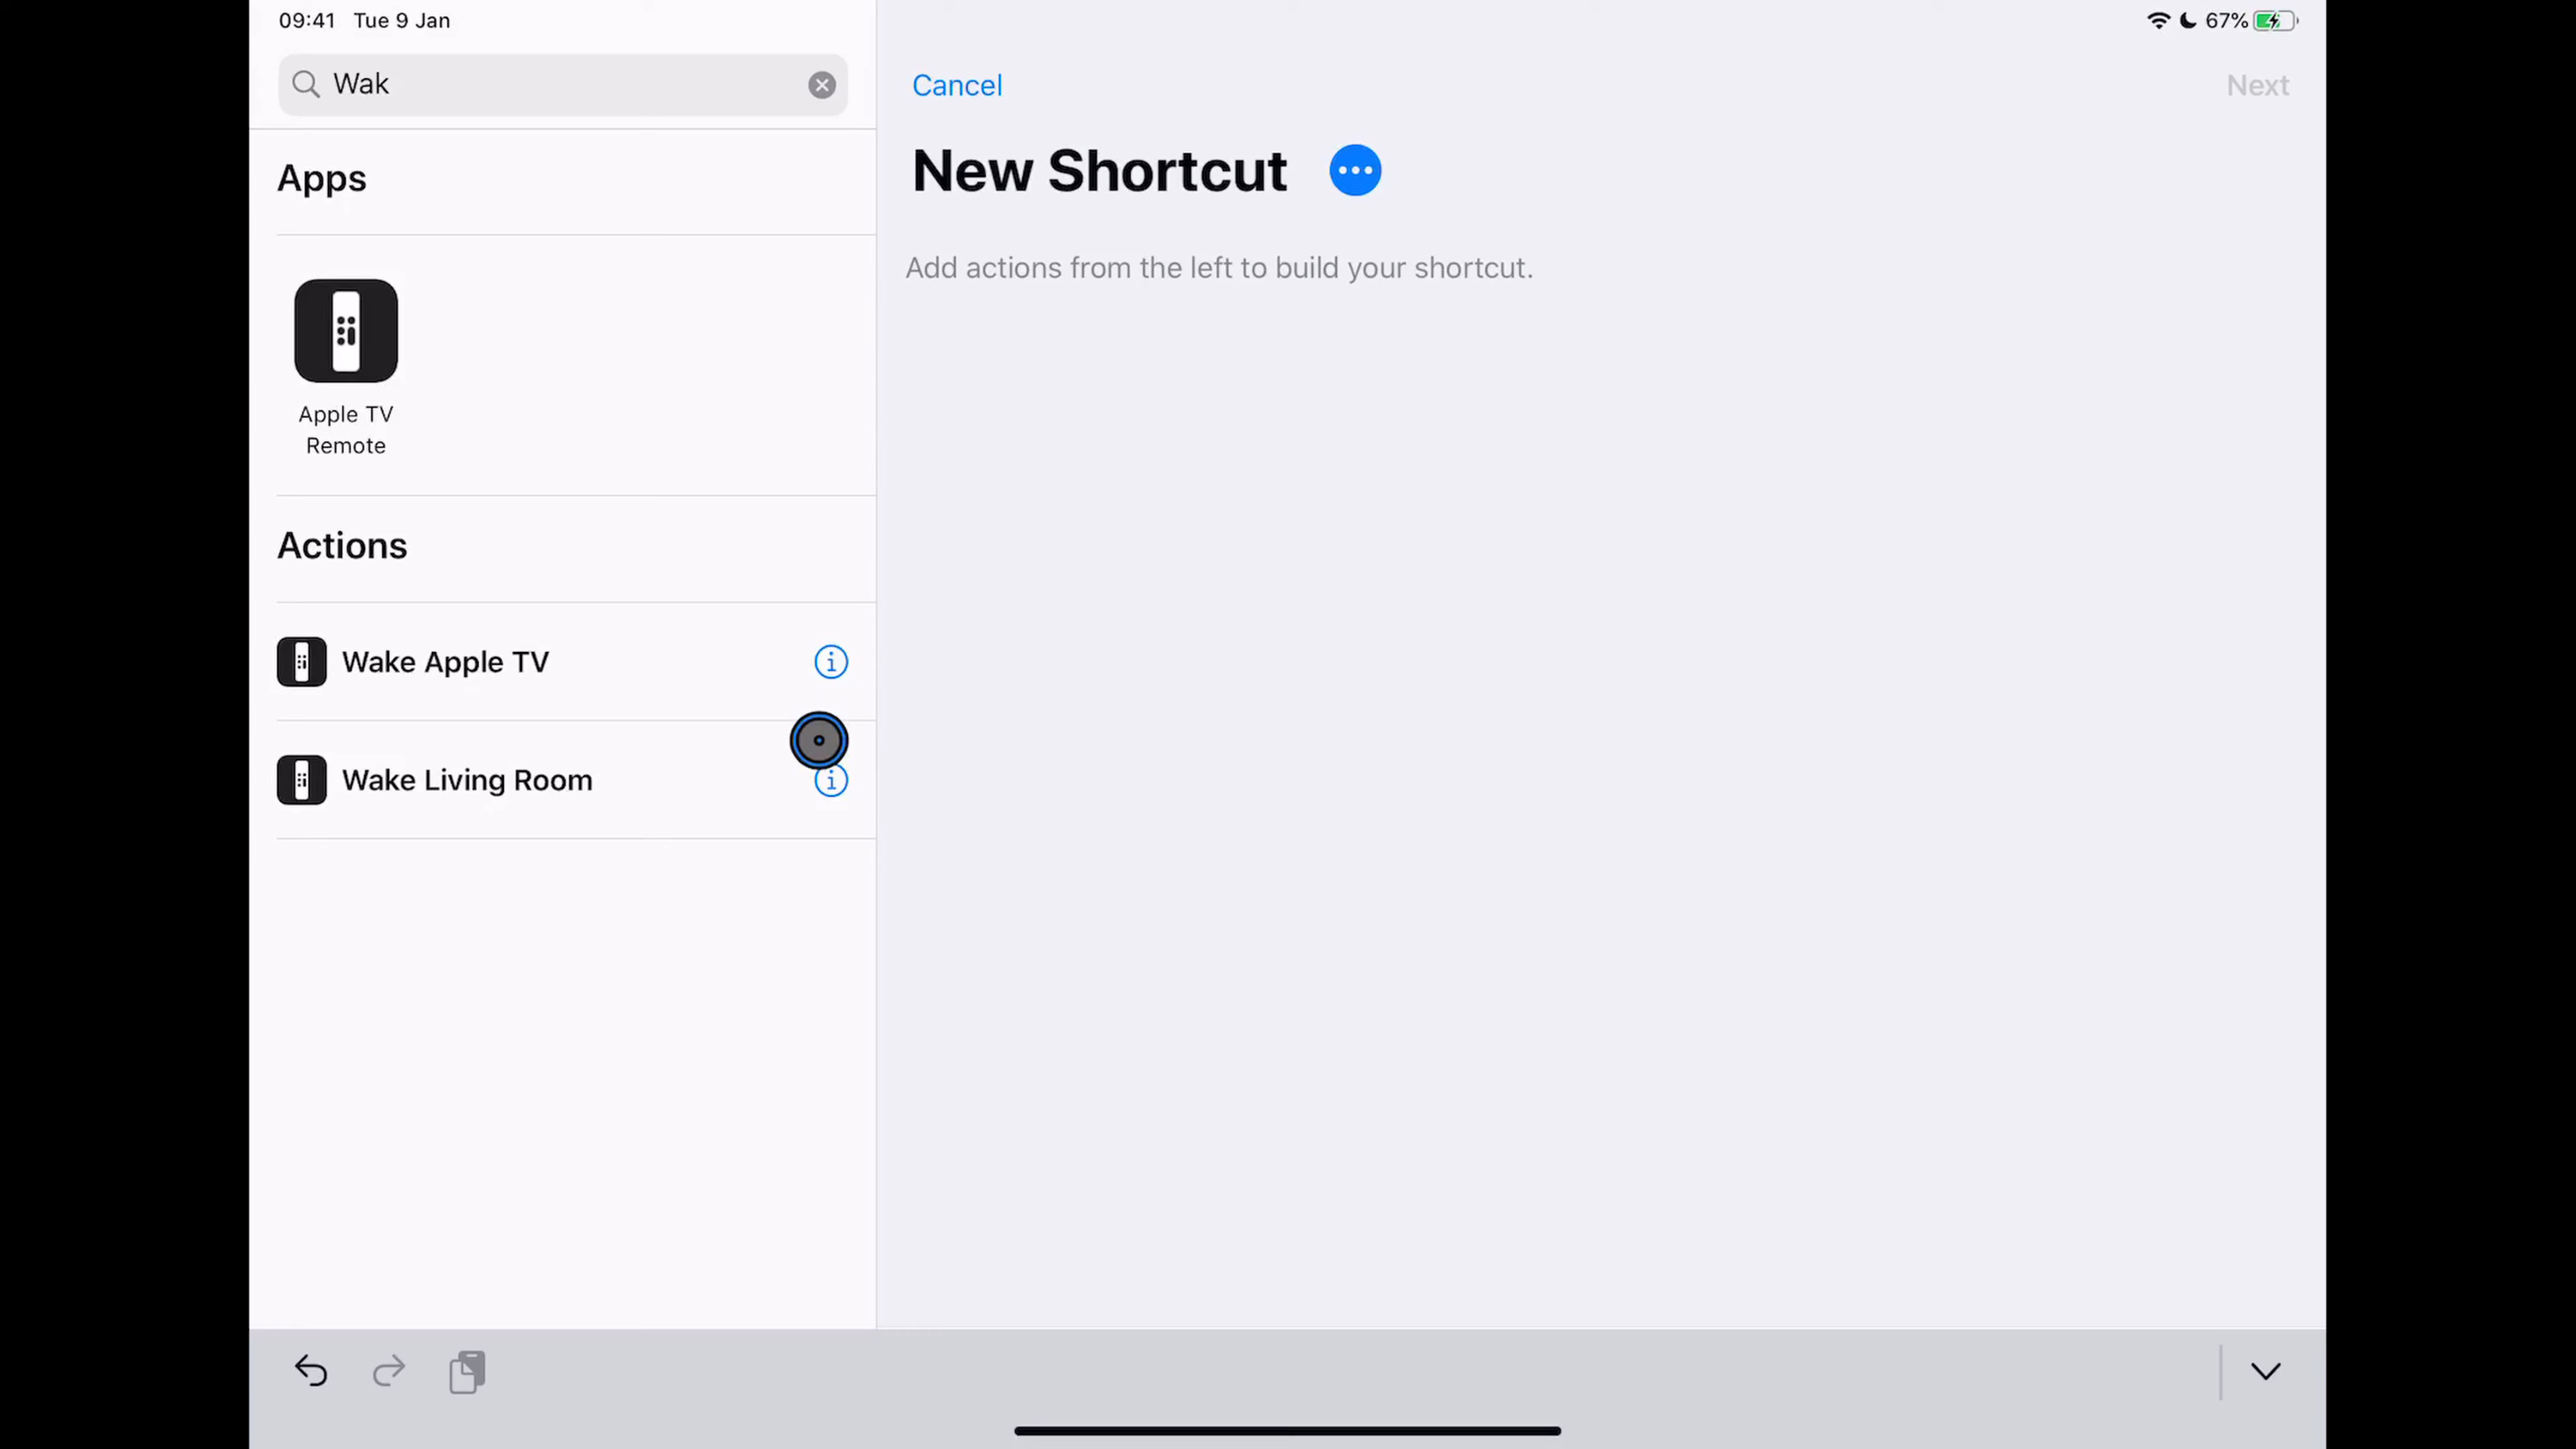 09:41 Tue 9 Jan
67%
Wak
Cancel
Next
Apps
New Shortcut
Add actions from the left to build your shortcut.
Apple TV
Remote
Actions
Wake Apple TV
Wake Living Room